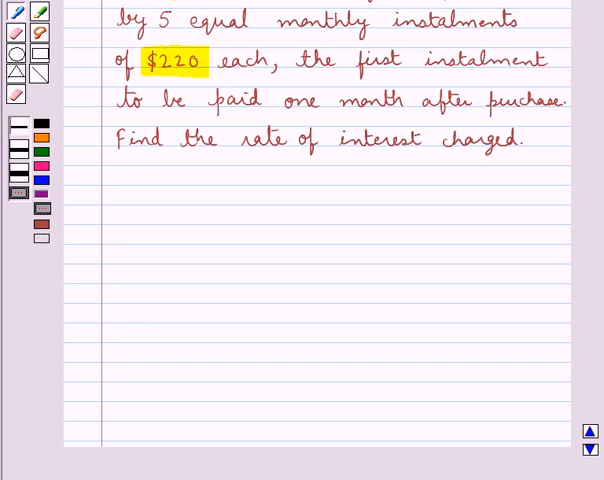 by 5 equal monthly instalments
of $220 each, the first instalment
to be paid one month after purchase.
Find the rate of interest charged.